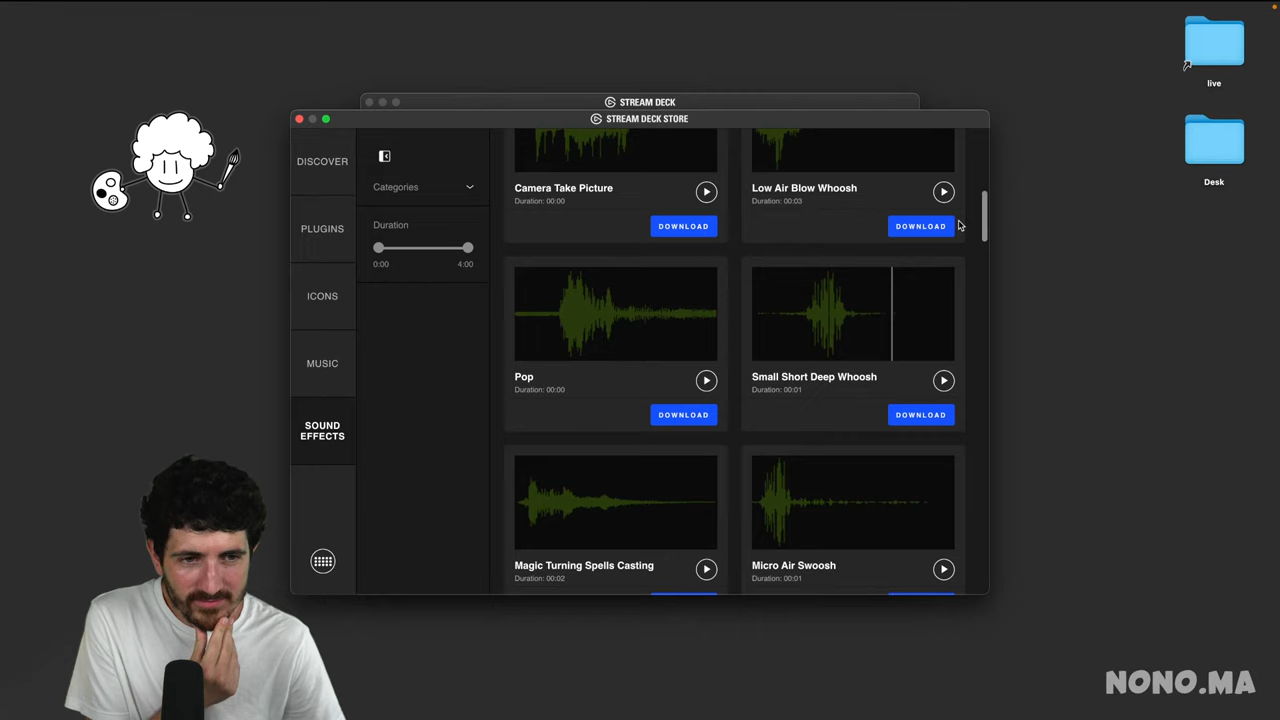 live
Desk
STREAM DECK
STREAM DECK STORE
DISCOVER
PLUGINS
ICONS
MUSIC
SOUND
EFFECTS
Categories
Duration
0:00
4:00
Camera Take Picture
Duration: 00:00
DOWNLOAD
Low Air Blow Whoosh
Duration: 00:03
DOWNLOAD
Pop
Duration: 00:00
DOWNLOAD
Small Short Deep Whoosh
Duration: 00:01
DOWNLOAD
Magic Turning Spells Casting
Duration: 00:02
Micro Air Swoosh
Duration: 00:01
NONO.MA